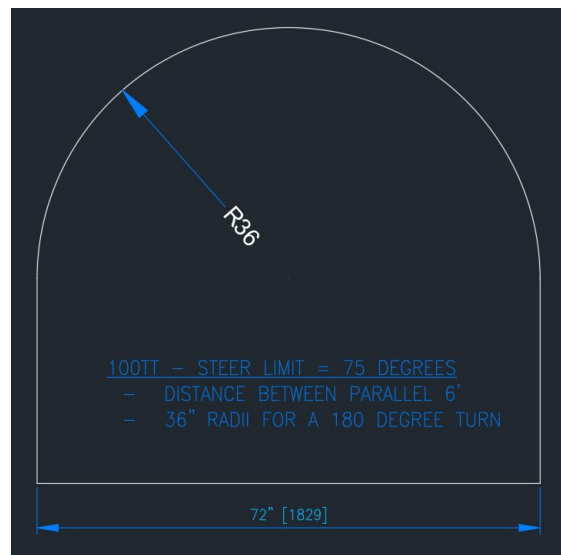 R36
100TT - STEER LIMIT = 75 DEGREES
- DISTANCE BETWEEN PARALLEL 6'
- 36" RADII FOR A 180 DEGREE TURN
72" [1829]